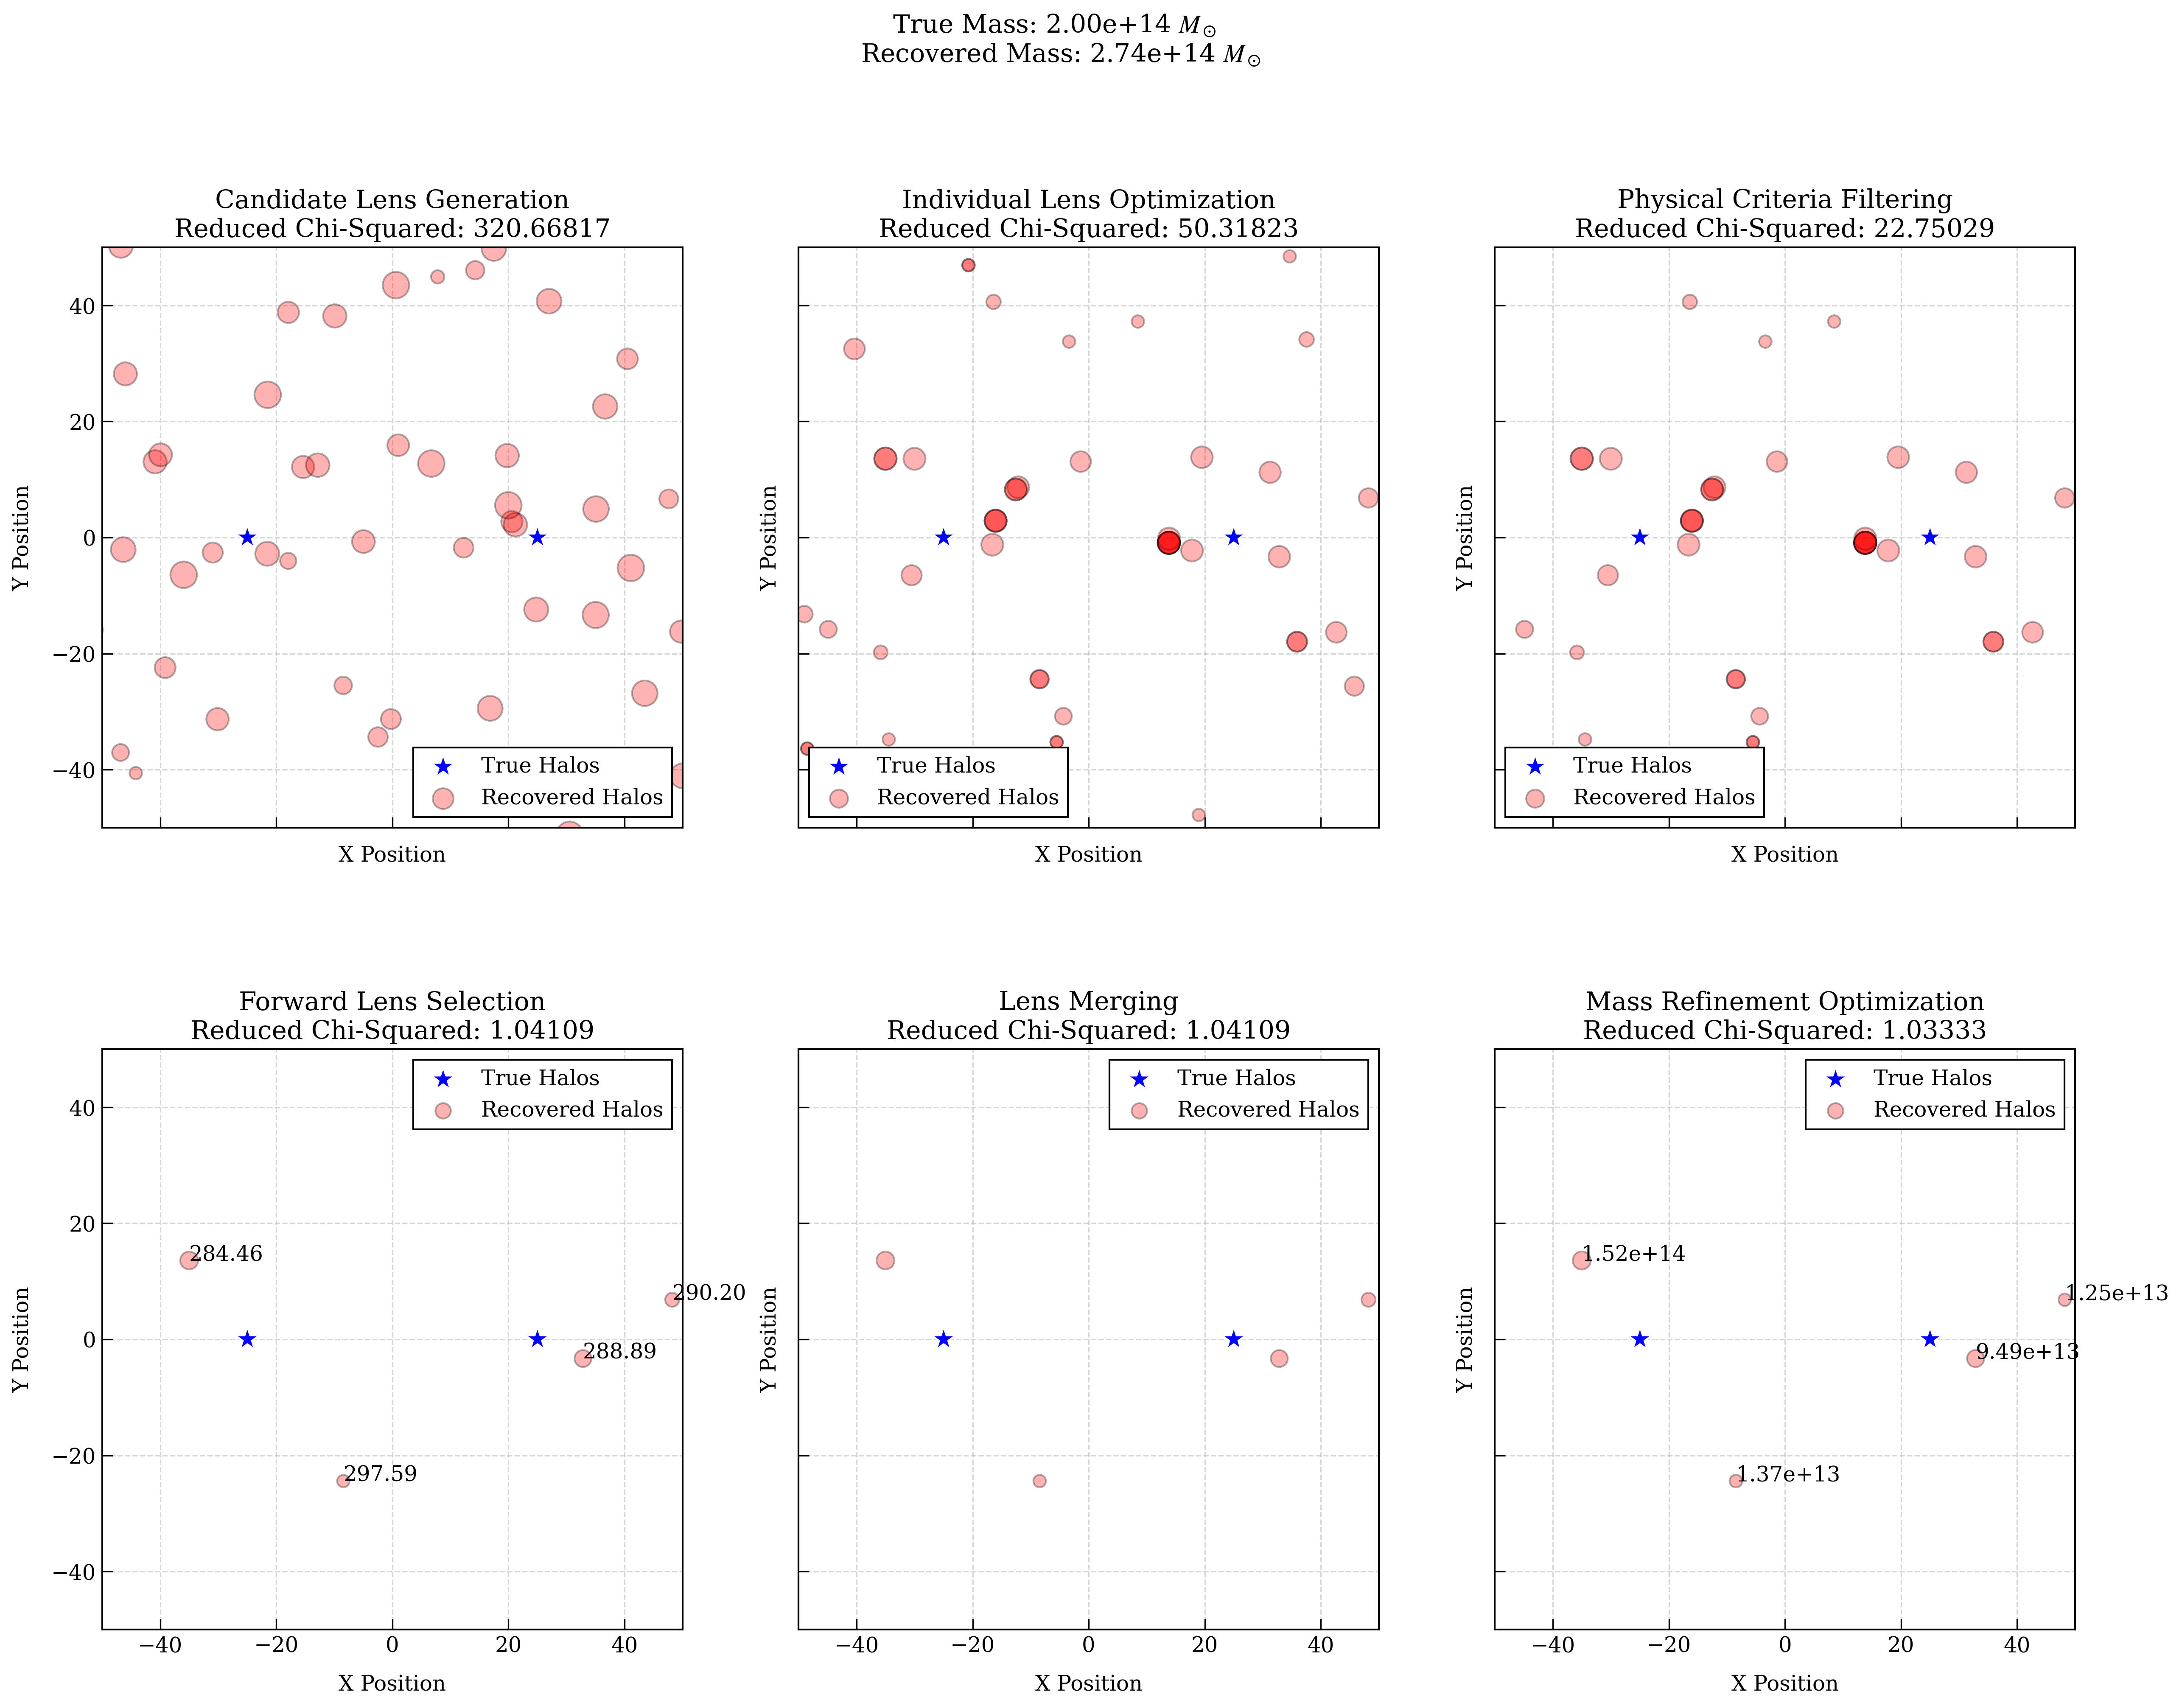 True Mass: 2.00e+14 M⊙
Recovered Mass: 2.74e+14 M⊙
Candidate Lens Generation
Reduced Chi-Squared: 320.66817
Y Position
40
20
0
−20
−40
True Halos
Recovered Halos
X Position
Individual Lens Optimization
Reduced Chi-Squared: 50.31823
Y Position
True Halos
Recovered Halos
X Position
Physical Criteria Filtering
Reduced Chi-Squared: 22.75029
Y Position
True Halos
Recovered Halos
X Position
Forward Lens Selection
Reduced Chi-Squared: 1.04109
Y Position
40
20
0
−20
−40
True Halos
Recovered Halos
284.46
290.20
288.89
297.59
−40 −20 0 20 40
X Position
Lens Merging
Reduced Chi-Squared: 1.04109
Y Position
True Halos
Recovered Halos
−40 −20 0 20 40
X Position
Mass Refinement Optimization
Reduced Chi-Squared: 1.03333
Y Position
True Halos
Recovered Halos
1.52e+14
1.25e+13
9.49e+13
1.37e+13
−40 −20 0 20 40
X Position